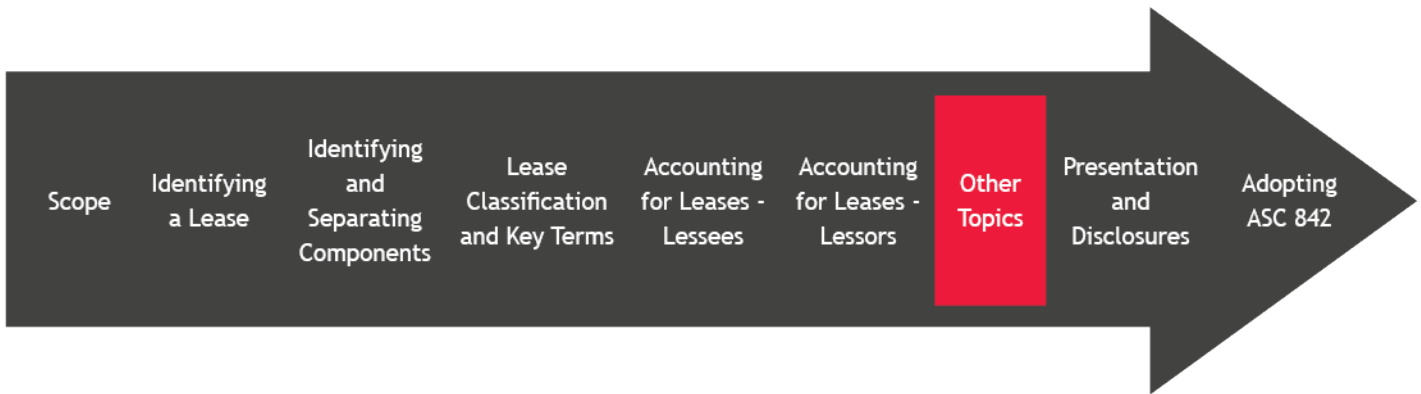 Scope
Identifying
a Lease
Identifying
and
Separating
Components
Lease
Classification
and Key Terms
Accounting
for Leases -
Lessees
Accounting
for Leases -
Lessors
Other
Topics
Presentation
and
Disclosures
Adopting
ASC 842